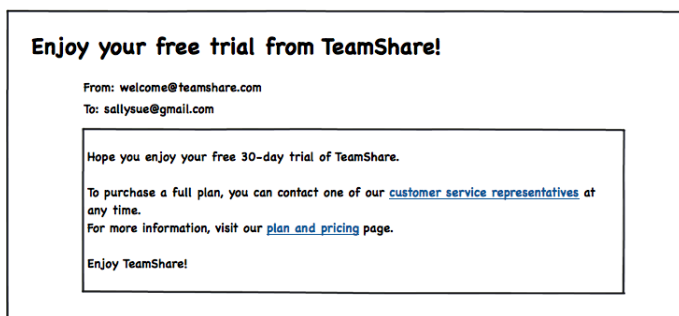 Enjoy your free trial from TeamShare!
From: welcome@teamshare.com
To: sallysue@gmail.com
Hope you enjoy your free 30-day trial of TeamShare.
To purchase a full plan, you can contact one of our customer service representatives at
any time.
For more information, visit our plan and pricing page.
Enjoy TeamShare!